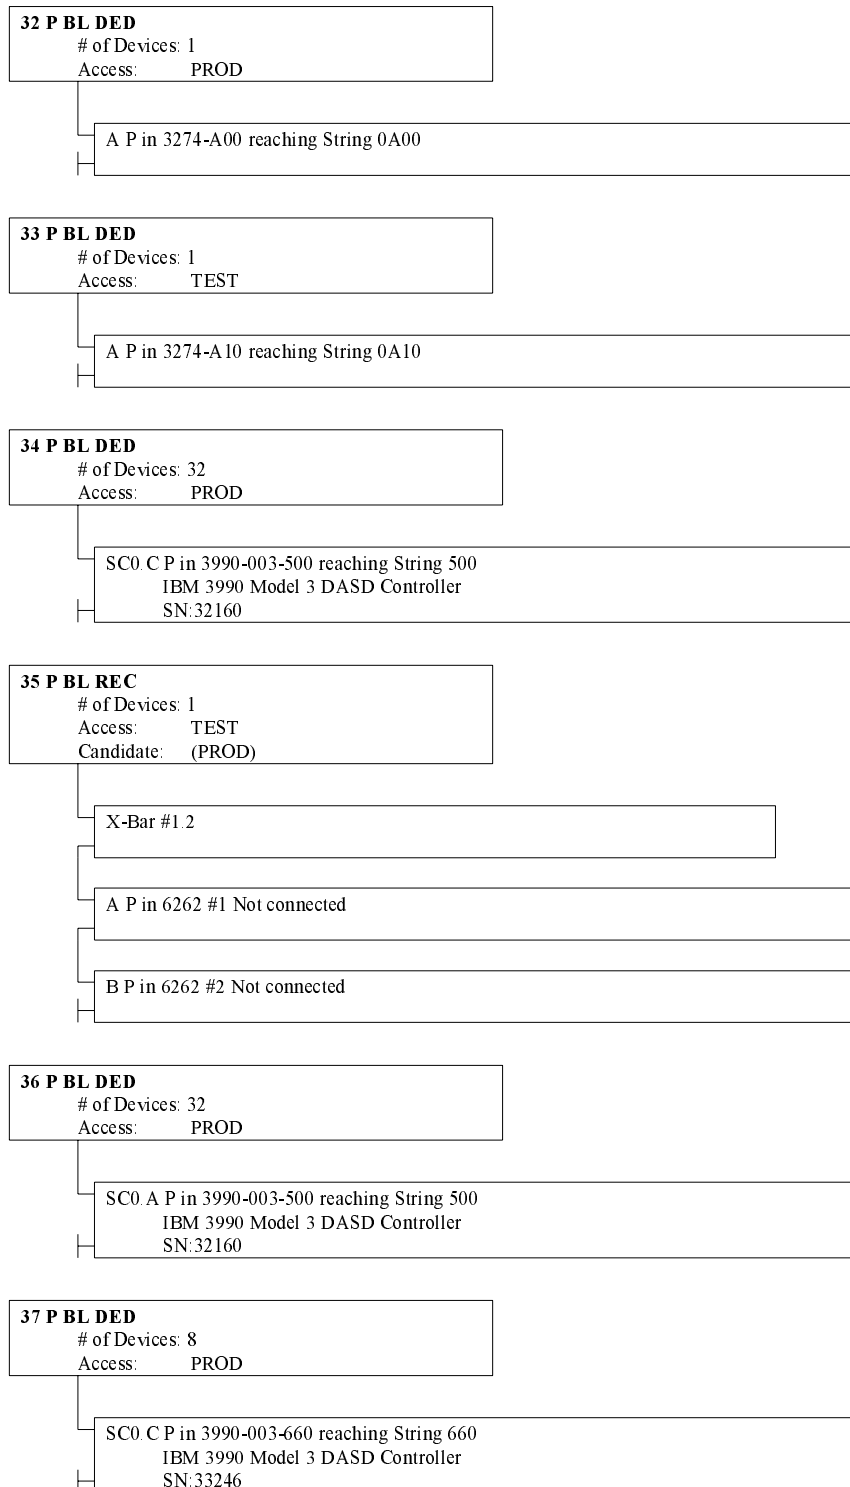 32 P BL DED
# of Devices: 1
Access: PROD
A P in 3274-A00 reaching String 0A00
33 P BL DED
# of Devices: 1
Access: TEST
A P in 3274-A10 reaching String 0A10
34 P BL DED
# of Devices: 32
Access: PROD
SC0.C P in 3990-003-500 reaching String 500
IBM 3990 Model 3 DASD Controller
SN:32160
35 P BL REC
# of Devices: 1
Access: TEST
Candidate: (PROD)
X-Bar #1.2
A P in 6262 #1 Not connected
B P in 6262 #2 Not connected
36 P BL DED
# of Devices: 32
Access: PROD
SC0.A P in 3990-003-500 reaching String 500
IBM 3990 Model 3 DASD Controller
SN:32160
37 P BL DED
# of Devices: 8
Access: PROD
SC0.C P in 3990-003-660 reaching String 660
IBM 3990 Model 3 DASD Controller
SN:33246